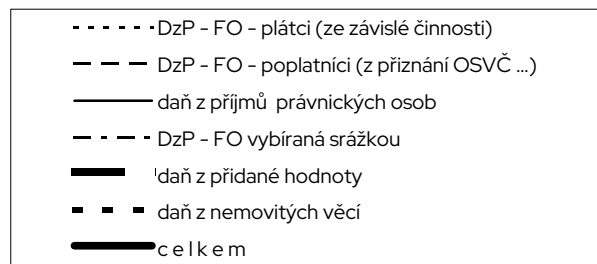 DzP - FO - plátci (ze závislé činnosti)
DzP - FO - poplatníci (z přiznání OSVČ ...)
daň z příjmů právnických osob
DzP - FO vybíraná srážkou
daň z přidané hodnoty
daň z nemovitých věcí
c e l k e m